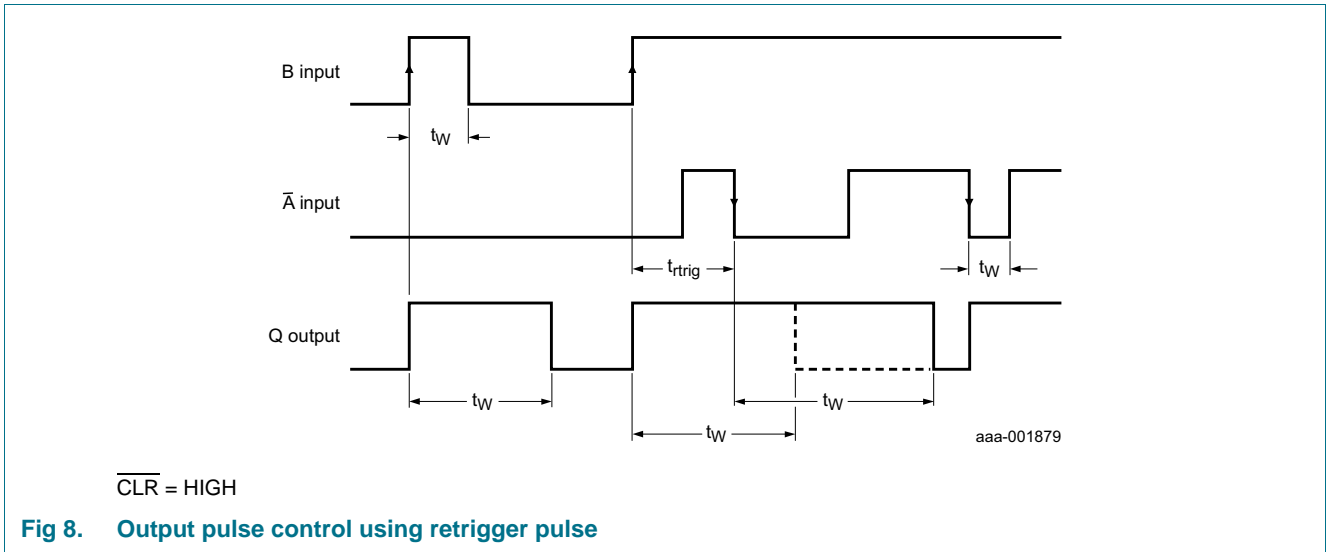 B input
tW
A̅ input
trtrig
tW
Q output
tW
tW
tW
aaa-001879
C̅L̅R̅ = HIGH
Fig 8. Output pulse control using retrigger pulse